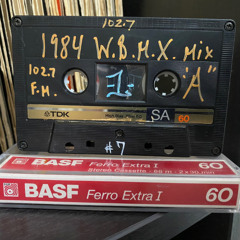 102.7
1984 W.B.M.X. Mix
102.7
F.M.
1:
"A"
TDK
SA
60
#7
BASF Ferro Extra I 60
BASF Ferro Extra I 60